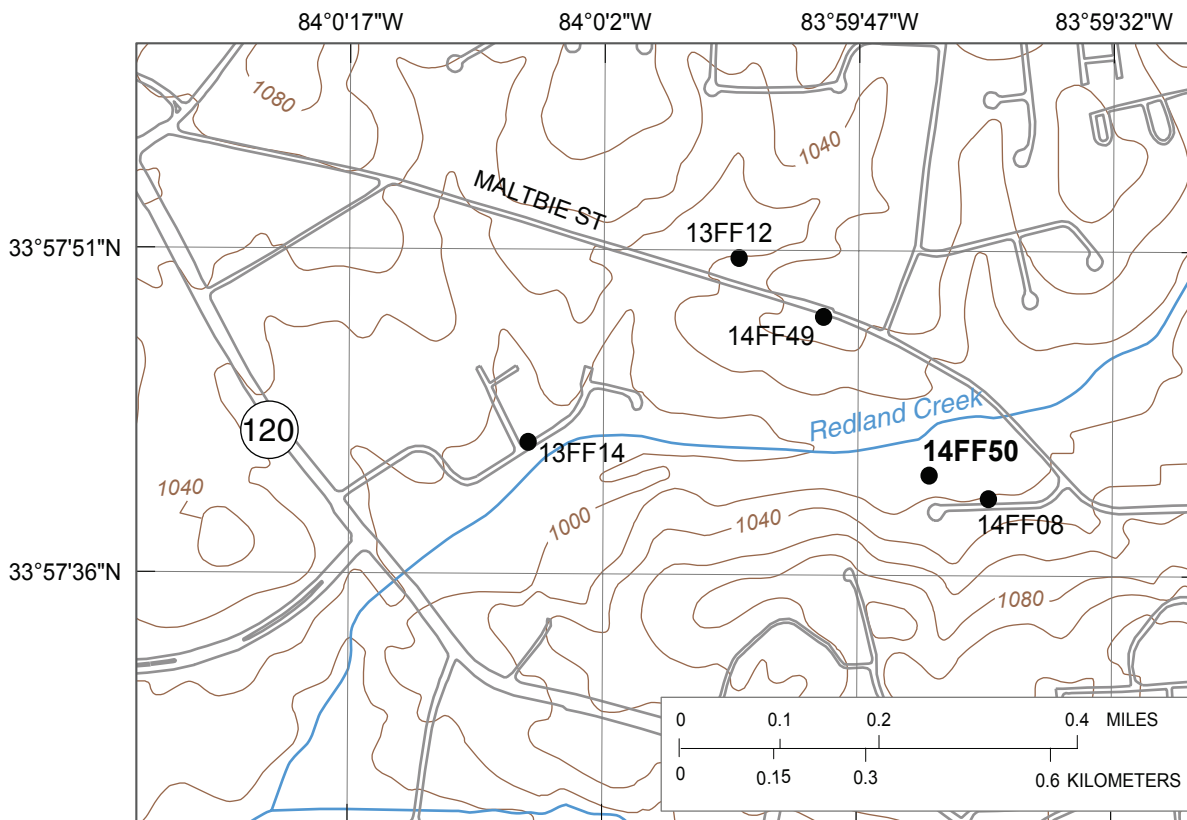 84°0'17"W 84°0'2"W 83°59'47"W 83°59'32"W
1080
1040
MALTBIE ST
13FF12
33°57'51"N
14FF49
Redland Creek
120
13FF14
14FF50
1040
1000
1040
14FF08
33°57'36"N
1080
0 0.1 0.2 0.4 MILES
0 0.15 0.3 0.6 KILOMETERS